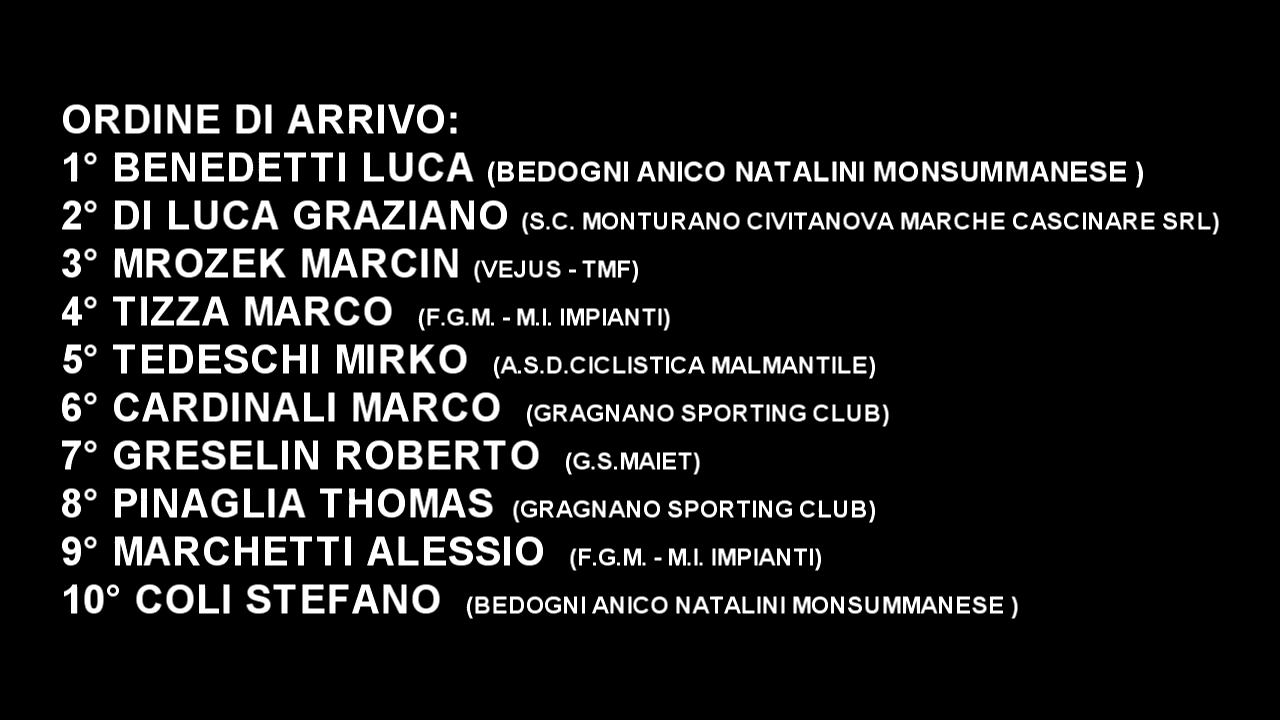 ORDINE DI ARRIVO:
1° BENEDETTI LUCA (BEDOGNI ANICO NATALINI MONSUMMANESE )
2° DI LUCA GRAZIANO (S.C. MONTURANO CIVITANOVA MARCHE CASCINARE SRL)
3° MROZEK MARCIN (VEJUS - TMF)
4° TIZZA MARCO (F.G.M. - M.I. IMPIANTI)
5° TEDESCHI MIRKO (A.S.D.CICLISTICA MALMANTILE)
6° CARDINALI MARCO (GRAGNANO SPORTING CLUB)
7° GRESELIN ROBERTO (G.S.MAIET)
8° PINAGLIA THOMAS (GRAGNANO SPORTING CLUB)
9° MARCHETTI ALESSIO (F.G.M. - M.I. IMPIANTI)
10° COLI STEFANO (BEDOGNI ANICO NATALINI MONSUMMANESE )